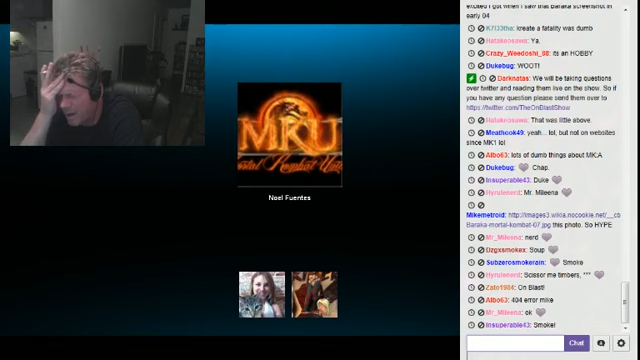 excited I got when I saw that baraka screenshot in
early 04
K7l33tha: kreate a fatality was dumb
Hatakeosawa: Ya.
Crazy_Weedoshi_08: its an HOBBY
Dukebug: WOOT!
Darknatas: We will be taking questions
over twitter and reading them live on the show. So if
you have any question please send them over to
https://twitter.com/TheOnBlastShow
Hatakeosawa: That was little above.
Meathook49: yeah... lol, but not on websites
since MK1 lol
Albo63: lots of dumb things about MK:A
Dukebug: Chap.
Insuperable43: Duke
Hyrulenerd: Mr. Mileena
Mikemetroid: http://images3.wikia.nocookie.net/__cb
Baraka-mortal-kombat-07.jpg this photo. So HYPE
Mr_Mileena: nerd
Dezgxsmokex: Soup
Subzerosmokerain: Smoke
Hyrulenerd: Scissor me timbers, ***
Zato1984: On Blast!
Albo63: 404 error mike
Mr_Mileena: ok
Insuperable43: Smoke!
Chat
MKU
Noel Fuentes